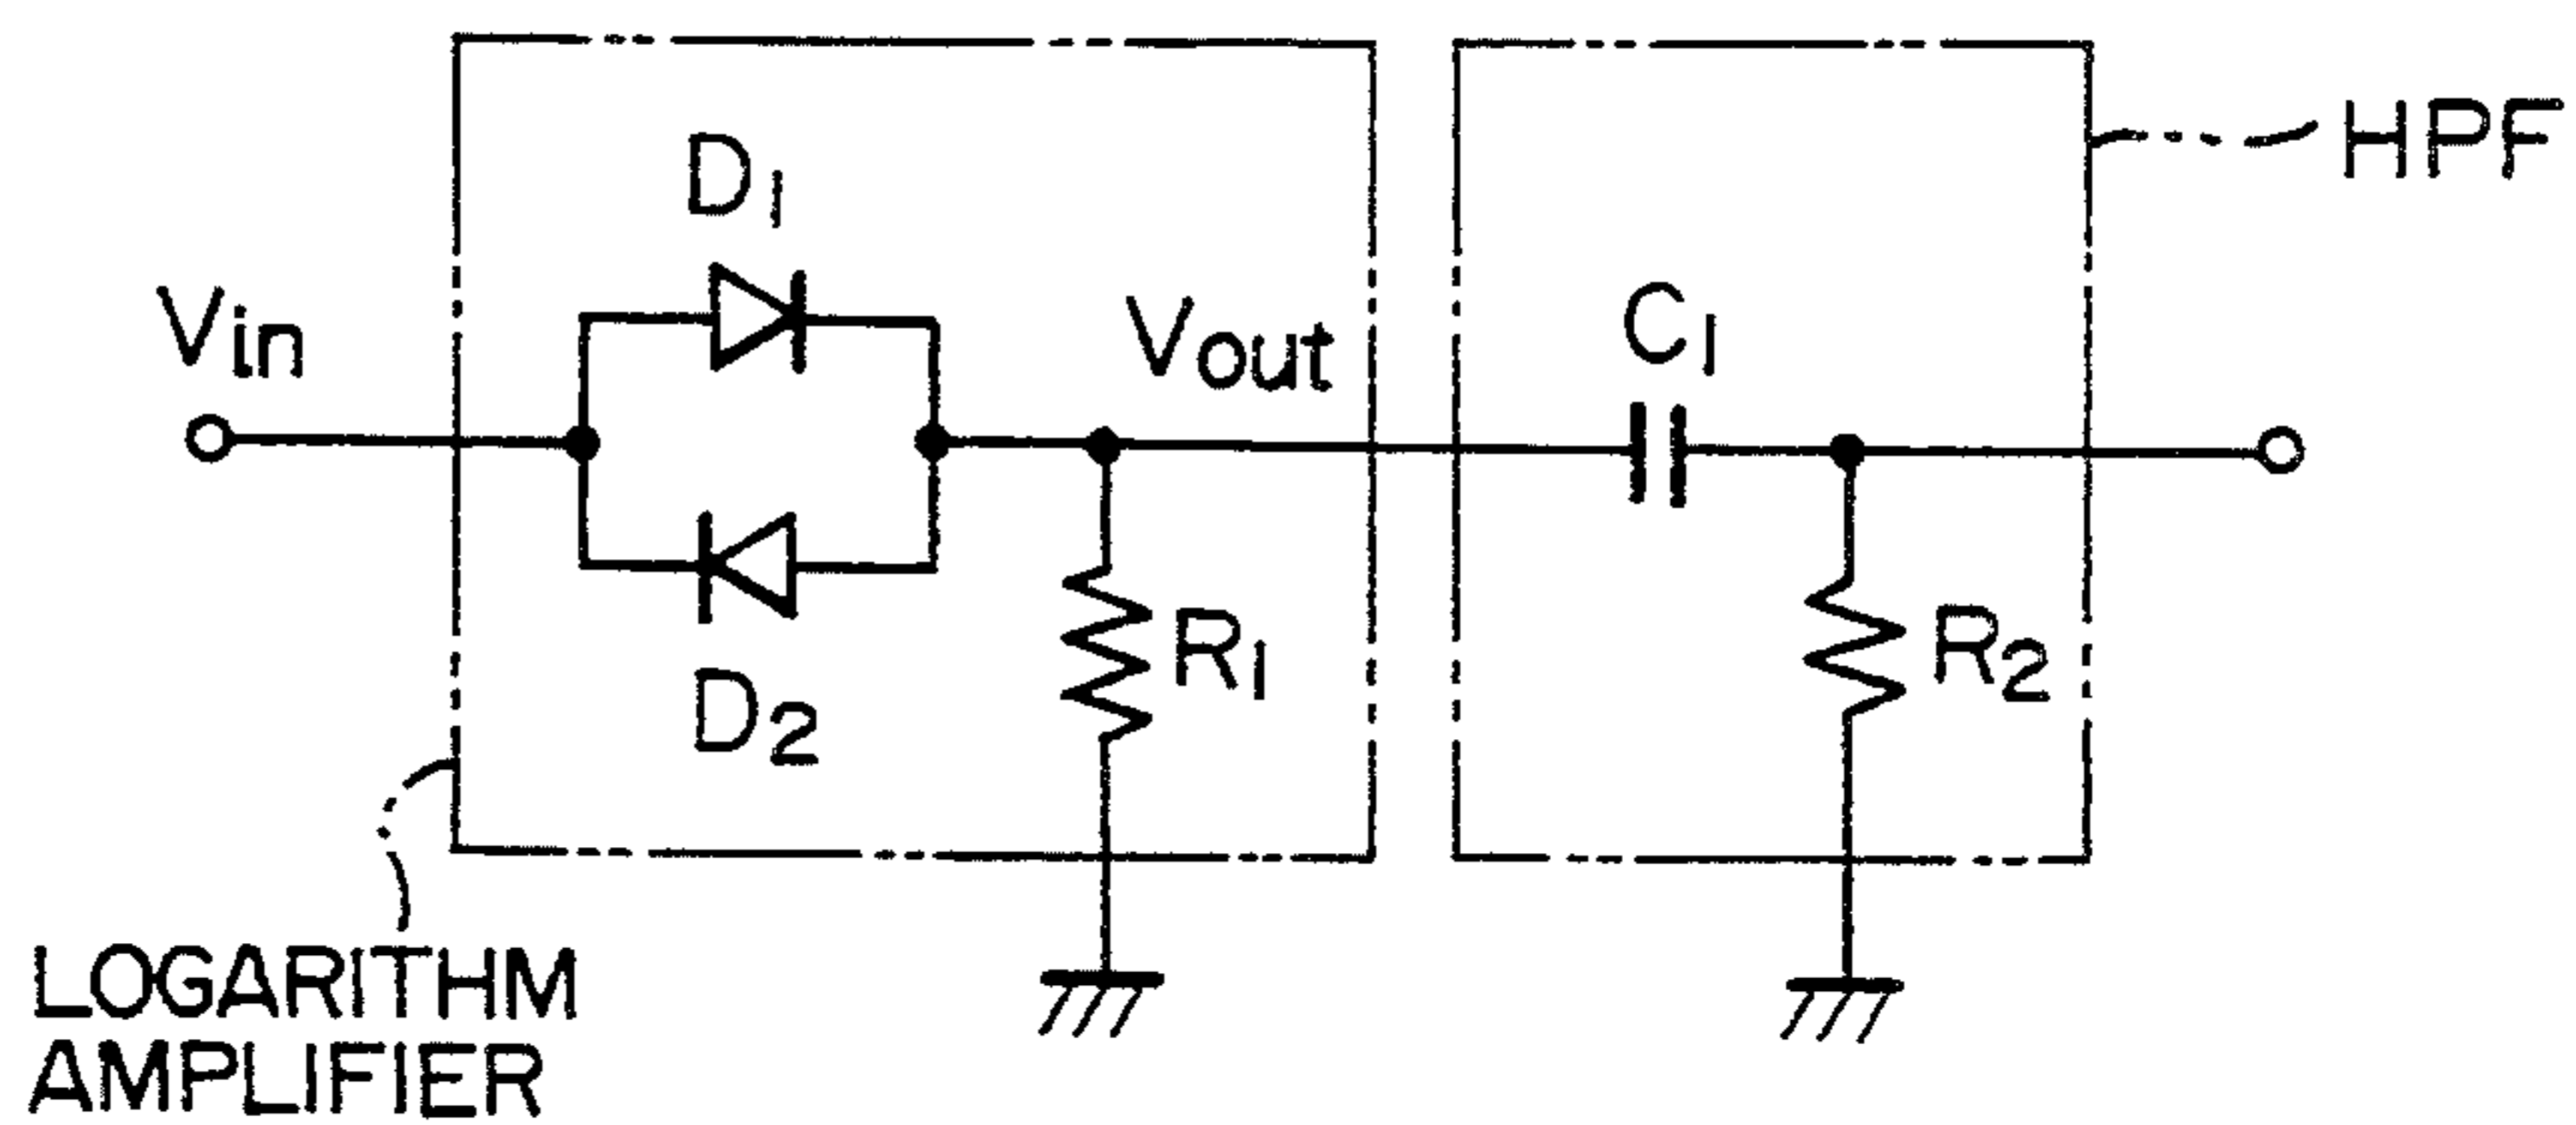 HPF
D1
Vin
Vout
C1
R1
R2
D2
LOGARITHM
AMPLIFIER